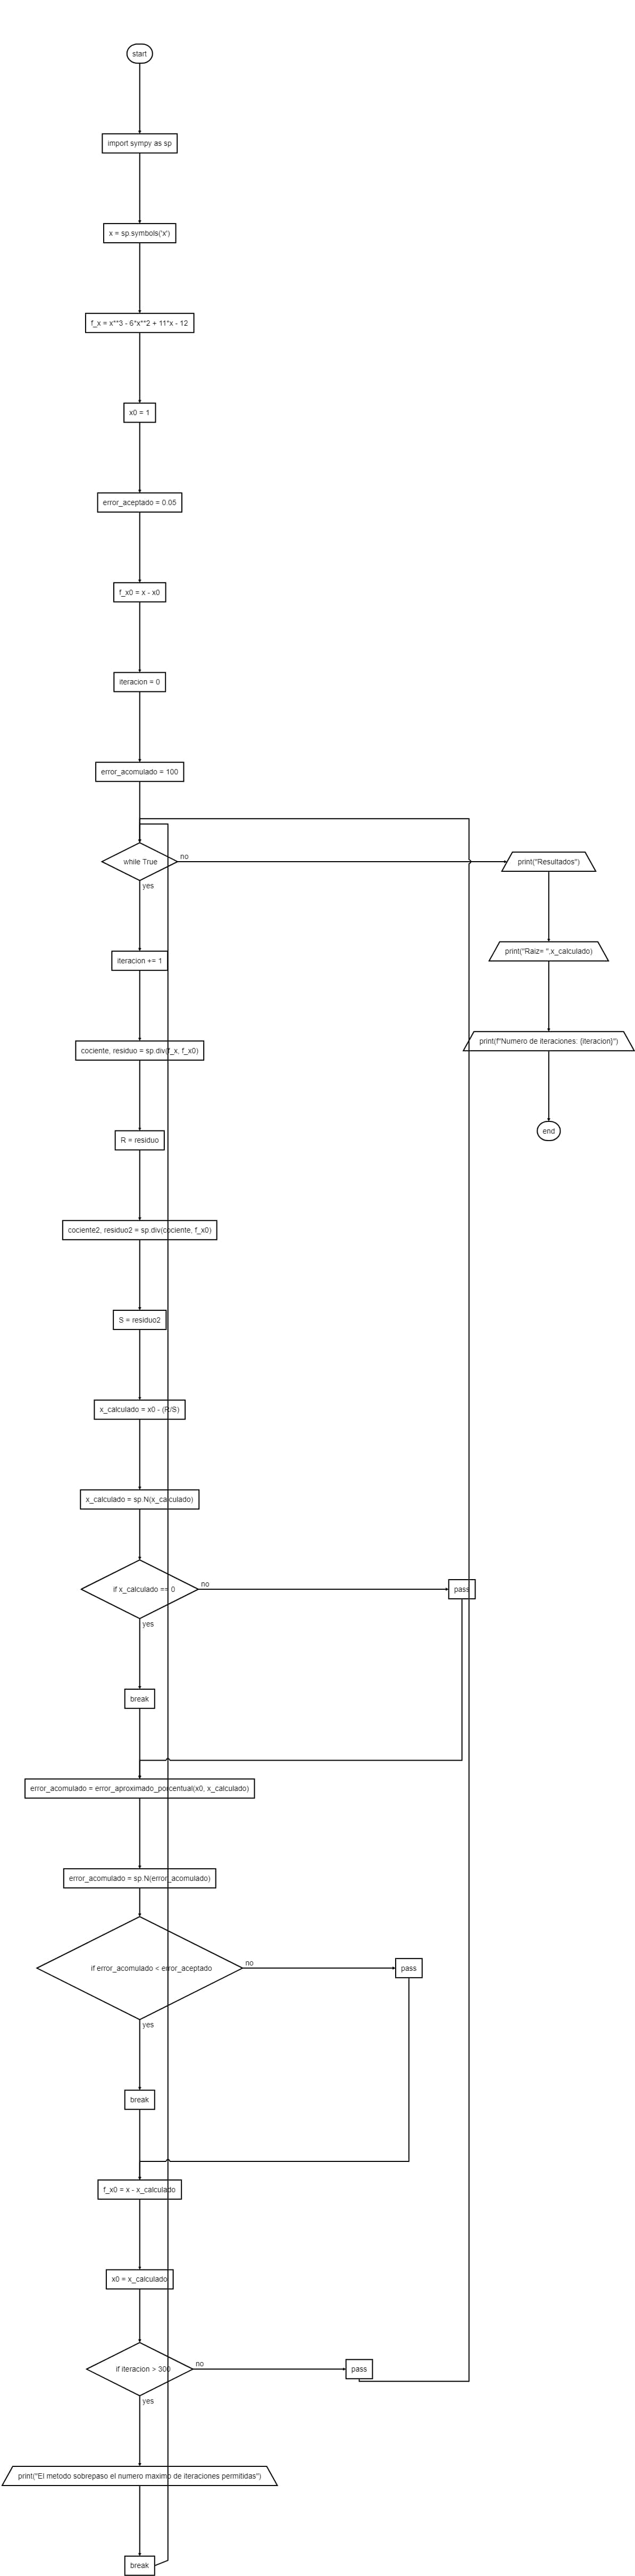 start
import sympy as sp
x = sp.symbols('x')
f_x = x**3 - 6*x**2 + 11*x - 12
x0 = 1
error_aceptado = 0.05
f_x0 = x - x0
iteracion = 0
error_acomulado = 100
while True
no
yes
print("Resultados")
iteracion += 1
print("Raiz= ",x_calculado)
cociente, residuo = sp.div(f_x, f_x0)
print(f"Numero de iteraciones: {iteracion}")
R = residuo
end
cociente2, residuo2 = sp.div(cociente, f_x0)
S = residuo2
x_calculado = x0 - (R/S)
x_calculado = sp.N(x_calculado)
if x_calculado == 0
no
yes
pass
break
error_acomulado = error_aproximado_porcentual(x0, x_calculado)
error_acomulado = sp.N(error_acomulado)
if error_acomulado < error_aceptado
no
yes
pass
break
f_x0 = x - x_calculado
x0 = x_calculado
if iteracion > 300
no
yes
pass
print("El metodo sobrepaso el numero maximo de iteraciones permitidas")
break